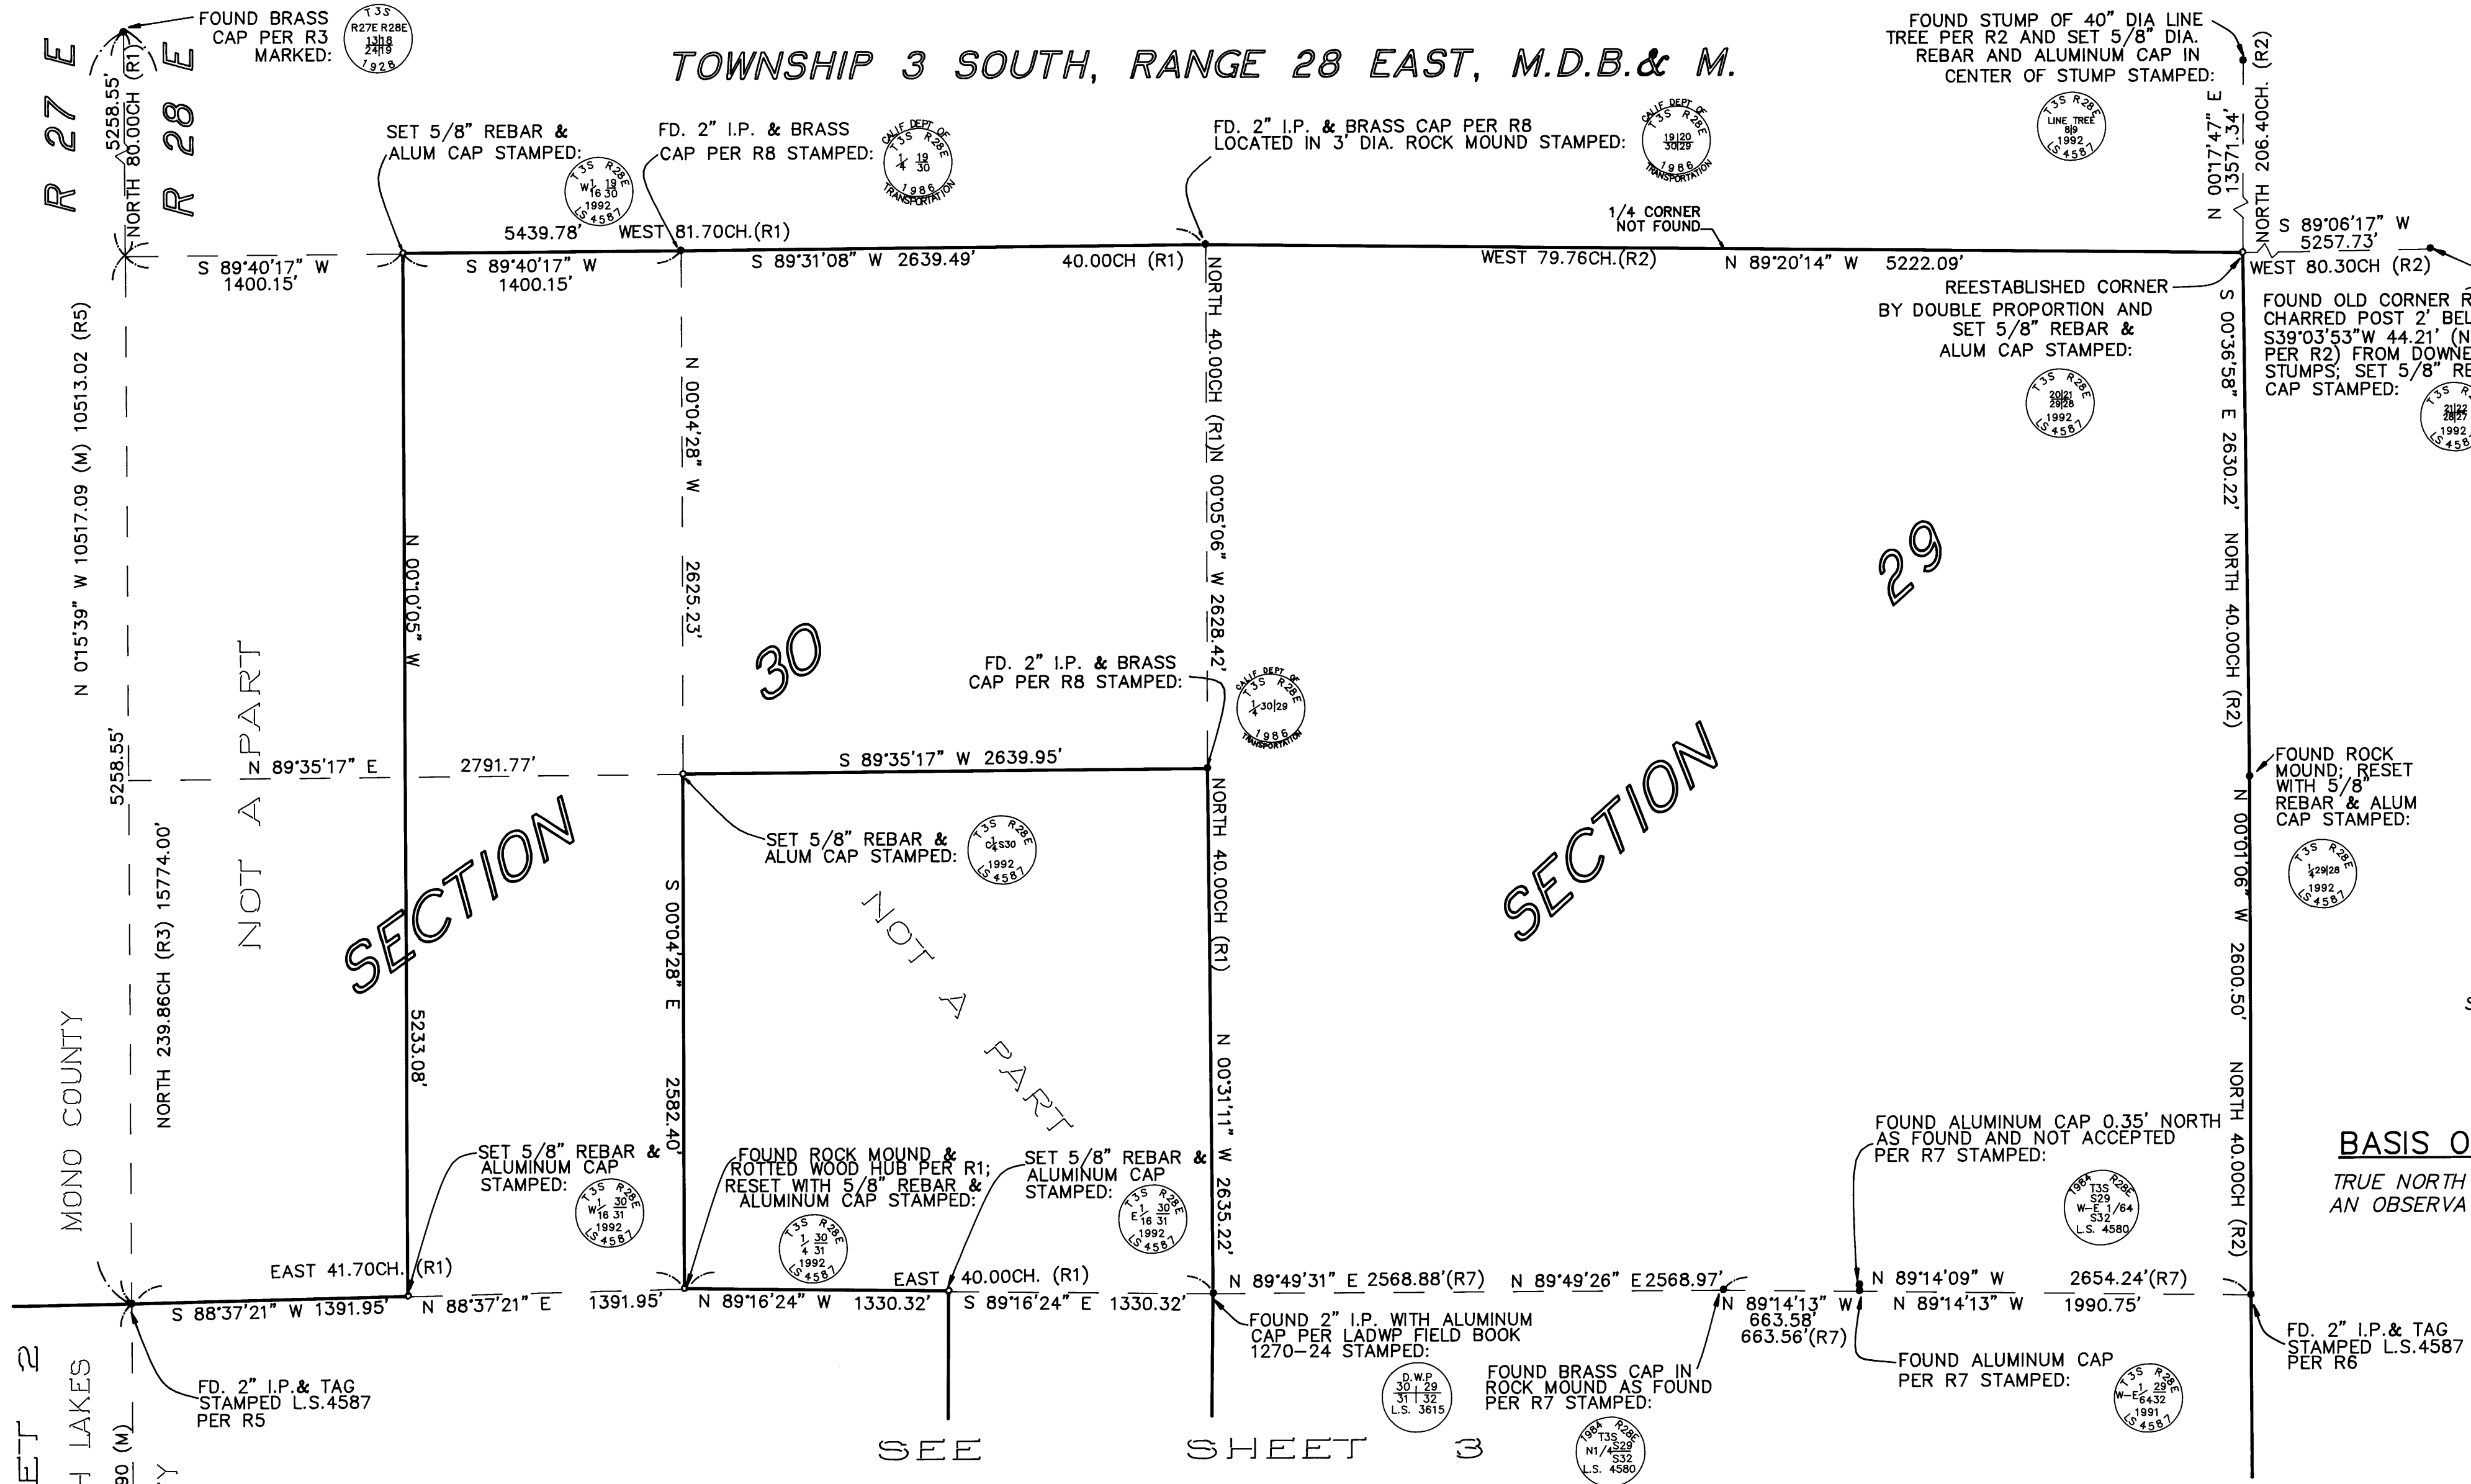 TOWNSHIP 3 SOUTH, RANGE 28 EAST, M.D.B.& M.
R 27 E
R 28 E
FOUND BRASS
CAP PER R3
MARKED:
T3S
R27E R28E
13|18
24|19
1928
5258.55'
NORTH 80.00CH (R1)
SET 5/8" REBAR &
ALUM CAP STAMPED:
T3S R28E
W 1/16 19/30
1992
LS 4587
FD. 2" I.P. & BRASS
CAP PER R8 STAMPED:
CALIF DEPT OF
T3S R28E
1/4 19/30
1986
TRANSPORTATION
FD. 2" I.P. & BRASS CAP PER R8
LOCATED IN 3' DIA. ROCK MOUND STAMPED:
CALIF DEPT OF
T3S R28E
19|20
30|29
1986
TRANSPORTATION
FOUND STUMP OF 40" DIA LINE
TREE PER R2 AND SET 5/8" DIA.
REBAR AND ALUMINUM CAP IN
CENTER OF STUMP STAMPED:
T3S R28E
LINE TREE
8|9
1992
LS 4587
N 00°17'47" E
13571.34'
NORTH 206.40CH. (R2)
5439.78' WEST 81.70CH.(R1)
S 89°40'17" W
1400.15'
S 89°40'17" W
1400.15'
S 89°31'08" W 2639.49'
40.00CH (R1)
1/4 CORNER
NOT FOUND
WEST 79.76CH.(R2)
N 89°20'14" W 5222.09'
S 89°06'17" W
5257.73'
WEST 80.30CH (R2)
REESTABLISHED CORNER
BY DOUBLE PROPORTION AND
SET 5/8" REBAR &
ALUM CAP STAMPED:
T3S R28E
20|21
29|28
1992
LS 4587
FOUND OLD CORNER R
CHARRED POST 2' BEL
S39°03'53"W 44.21' (N
PER R2) FROM DOWNE
STUMPS; SET 5/8" RE
CAP STAMPED:
T3S R
21|22
28|27
1992
LS 458
N 0°15'39" W 10517.09 (M) 10513.02 (R5)
5258.55'
NORTH 239.86CH (R3) 15774.00'
NOT A PART
N 00°10'05" W
5233.08'
N 00°04'28" W 2625.23'
NORTH 40.00CH (R1)
N 00°05'06" W 2628.42'
S 00°36'58" E 2630.22' NORTH 40.00CH (R2)
SECTION 30
SECTION 29
FD. 2" I.P. & BRASS
CAP PER R8 STAMPED:
CALIF DEPT OF
T3S R28E
1/4 30|29
1986
TRANSPORTATION
N 89°35'17" E 2791.77'
S 89°35'17" W 2639.95'
FOUND ROCK
MOUND; RESET
WITH 5/8"
REBAR & ALUM
CAP STAMPED:
T3S R28E
1/4 29|28
1992
LS 4587
SET 5/8" REBAR &
ALUM CAP STAMPED:
T3S R28E
C 1/4 S30
1992
LS 4587
NOT A PART
S 00°04'28" E 2582.40'
NORTH 40.00CH (R1)
N 00°31'11" W 2635.22'
N 00°01'06" W 2600.50' NORTH 40.00CH (R2)
MONO COUNTY
SET 5/8" REBAR &
ALUMINUM CAP
STAMPED:
T3S R28E
W 1/16 30/31
1992
LS 4587
FOUND ROCK MOUND &
ROTTED WOOD HUB PER R1;
RESET WITH 5/8" REBAR &
ALUMINUM CAP STAMPED:
T3S R28E
1/4 30/31
1992
LS 4587
SET 5/8" REBAR &
ALUMINUM CAP
STAMPED:
T3S R28E
E 1/16 30/31
1992
LS 4587
FOUND ALUMINUM CAP 0.35' NORTH
AS FOUND AND NOT ACCEPTED
PER R7 STAMPED:
1984 R28E
T3S
S29
W-E 1/64
S32
L.S. 4580
BASIS O
TRUE NORTH
AN OBSERVA
S
EAST 41.70CH. (R1)
S 88°37'21" W 1391.95'
N 88°37'21" E 1391.95'
EAST 40.00CH. (R1)
N 89°16'24" W 1330.32'
S 89°16'24" E 1330.32'
N 89°49'31" E 2568.88'(R7)
N 89°49'26" E 2568.97'
N 89°14'09" W 2654.24'(R7)
N 89°14'13" W
663.58'
663.56'(R7)
N 89°14'13" W 1990.75'
FD. 2" I.P.& TAG
STAMPED L.S.4587
PER R5
FOUND 2" I.P. WITH ALUMINUM
CAP PER LADWP FIELD BOOK
1270-24 STAMPED:
D.W.P
30 | 29
31 | 32
L.S. 3615
FOUND BRASS CAP IN
ROCK MOUND AS FOUND
PER R7 STAMPED:
1984 R28E
T3S
N1/4 S29
S32
L.S. 4580
FOUND ALUMINUM CAP
PER R7 STAMPED:
T3S R28E
W-E 1/64 29/32
1991
LS 4587
FD. 2" I.P.& TAG
STAMPED L.S.4587
PER R6
ET 2
H LAKES
90 (M)
TY
SEE SHEET 3